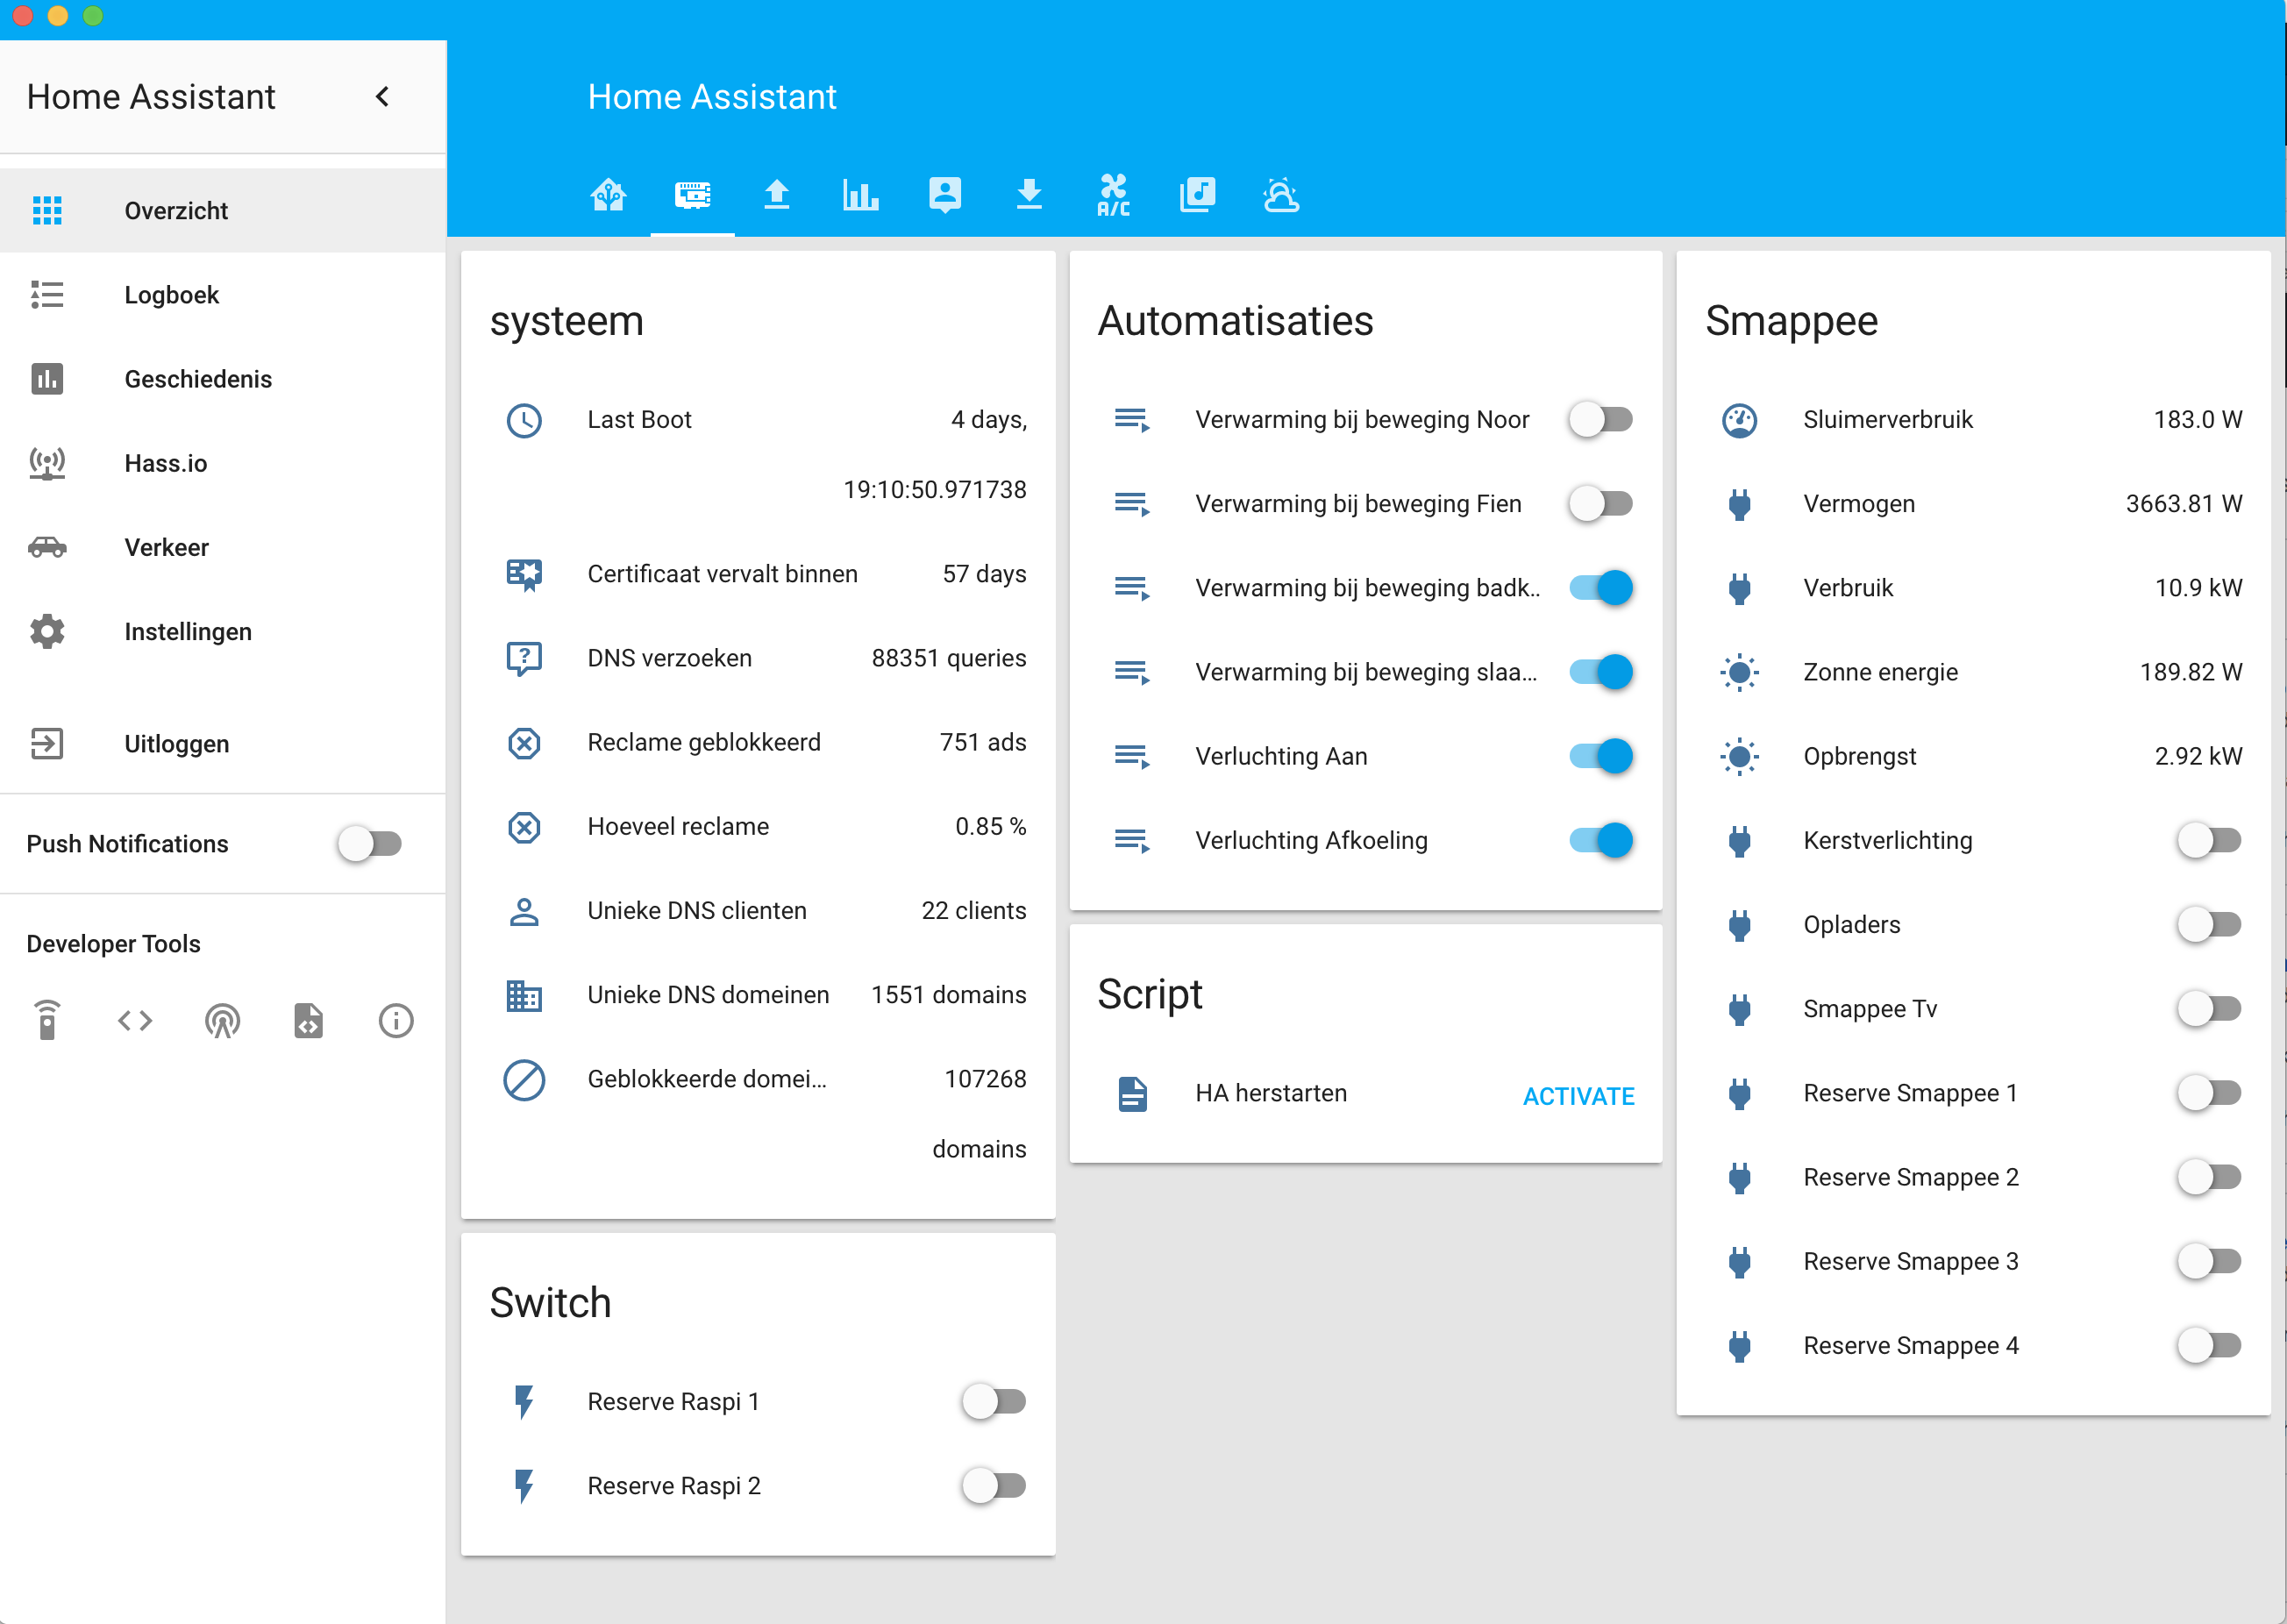 Home Assistant
Overzicht
Logboek
Geschiedenis
Hass.io
Verkeer
Instellingen
Uitloggen
Push Notifications
Developer Tools
Home Assistant
A/C
systeem
Last Boot 4 days,
19:10:50.971738
Certificaat vervalt binnen 57 days
DNS verzoeken 88351 queries
Reclame geblokkeerd 751 ads
Hoeveel reclame 0.85 %
Unieke DNS clienten 22 clients
Unieke DNS domeinen 1551 domains
Geblokkeerde domei... 107268
domains
Switch
Reserve Raspi 1
Reserve Raspi 2
Automatisaties
Verwarming bij beweging Noor
Verwarming bij beweging Fien
Verwarming bij beweging badk..
Verwarming bij beweging slaa...
Verluchting Aan
Verluchting Afkoeling
Script
HA herstarten ACTIVATE
Smappee
Sluimerverbruik 183.0 W
Vermogen 3663.81 W
Verbruik 10.9 kW
Zonne energie 189.82 W
Opbrengst 2.92 kW
Kerstverlichting
Opladers
Smappee Tv
Reserve Smappee 1
Reserve Smappee 2
Reserve Smappee 3
Reserve Smappee 4